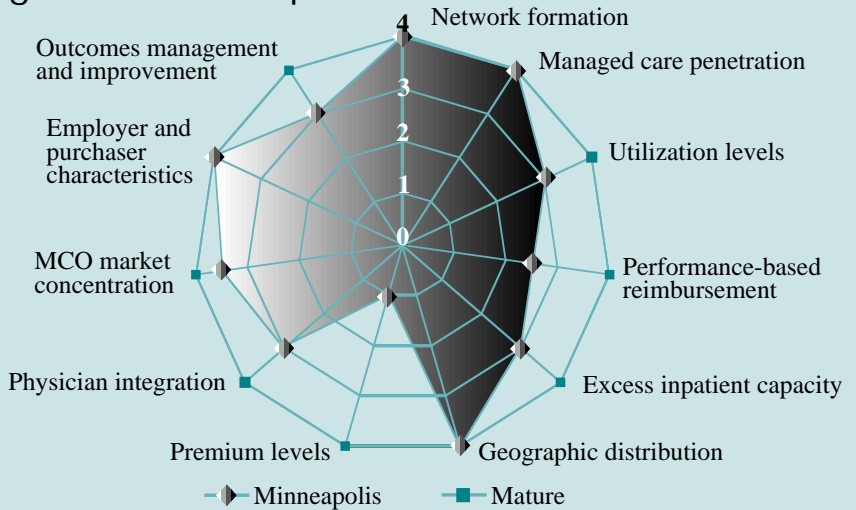 4
Network formation
Outcomes management
and improvement
Managed care penetration
3
Employer and
purchaser
characteristics
2
Utilization levels
1
0
MCO market
concentration
Performance-based
reimbursement
Physician integration
Excess inpatient capacity
Premium levels
Geographic distribution
Minneapolis
Mature